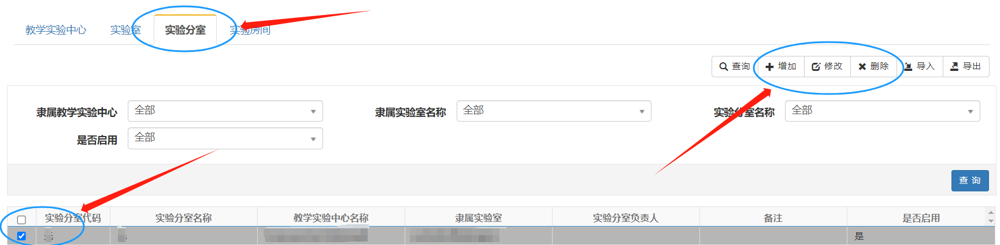 教学实验中心 实验室 实验分室 实验房间
查询 增加 修改 删除 导入 导出
隶属教学实验中心 全部 隶属实验室名称 全部 实验分室名称 全部
是否启用 全部
查 询
实验分室代码 实验分室名称 教学实验中心名称 隶属实验室 实验分室负责人 备注 是否启用
是